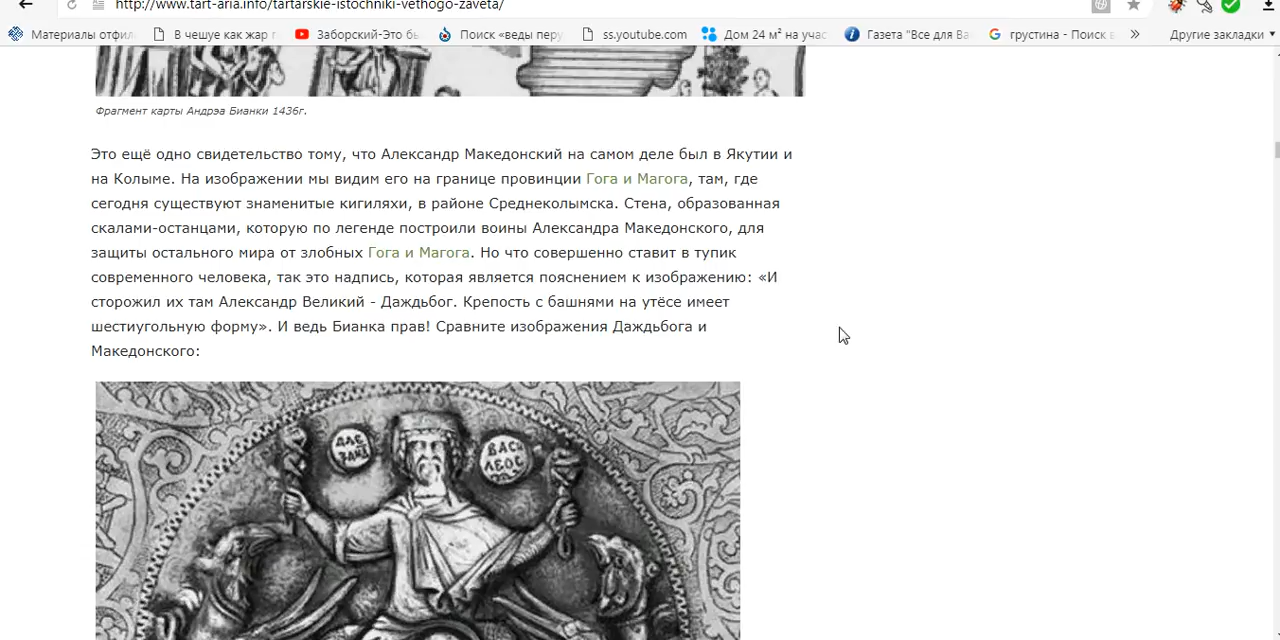 http://www.tart-aria.info/tartarskie-istochniki-vethogo-zaveta/
Материалы отфил
В чешуе как жар г
Заборский-Это бы
Поиск «веды перу
ss.youtube.com
Дом 24 м² на учас
Газета "Все для Ва
грустина - Поиск в
»
Другие закладки
Фрагмент карты Андрэа Бианки 1436г.
Это ещё одно свидетельство тому, что Александр Македонский на самом деле был в Якутии и
на Колыме. На изображении мы видим его на границе провинции Гога и Магога, там, где
сегодня существуют знаменитые кигиляхи, в районе Среднеколымска. Стена, образованная
скалами-останцами, которую по легенде построили воины Александра Македонского, для
защиты остального мира от злобных Гога и Магога. Но что совершенно ставит в тупик
современного человека, так это надпись, которая является пояснением к изображению: «И
сторожил их там Александр Великий - Даждьбог. Крепость с башнями на утёсе имеет
шестиугольную форму». И ведь Бианка прав! Сравните изображения Даждьбога и
Македонского:
ВАСИ
ЛЕОС